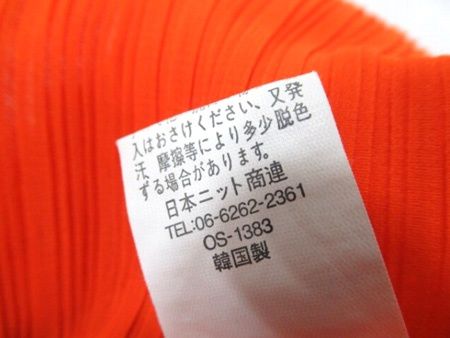 入はおさけください、又発
汗、摩擦等により多少脱色
する場合があります。
日本ニット商連
TEL:06-6262-2361
OS-1383
韓国製